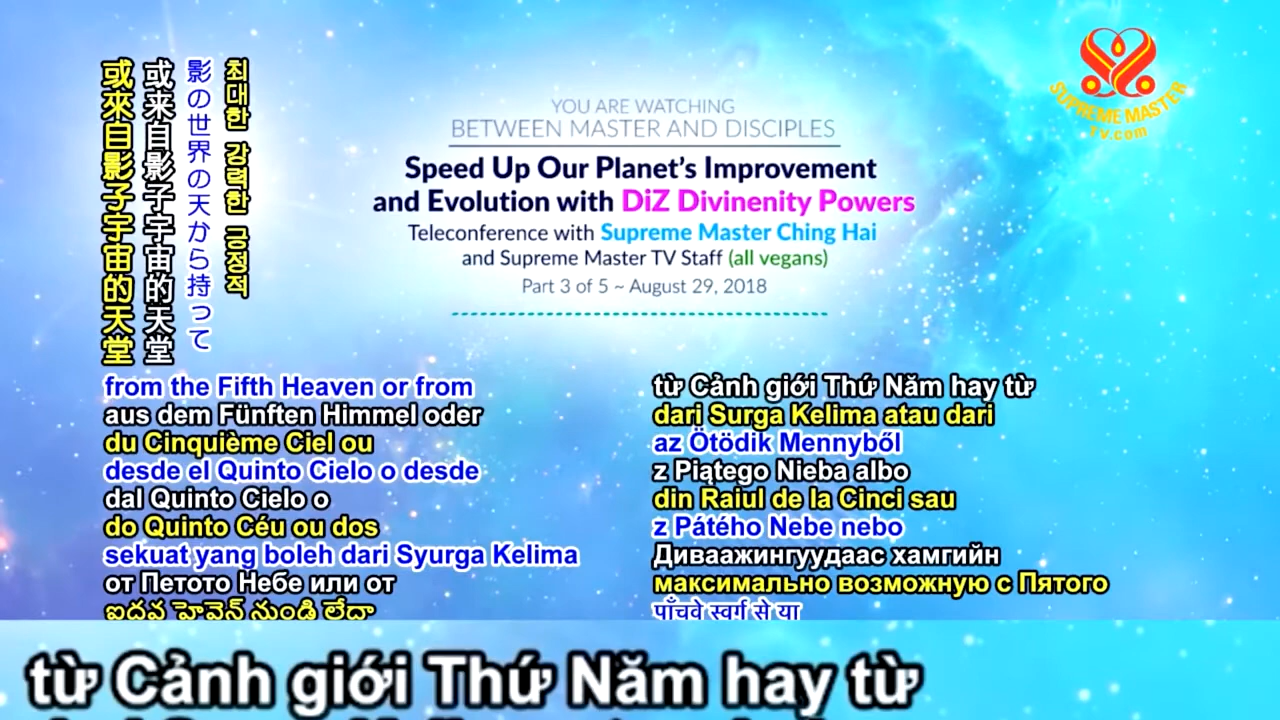 최대한 강력한 긍정적
影の世界の天から持って
或来自影子宇宙的天堂
或來自影子宇宙的天堂
YOU ARE WATCHING
BETWEEN MASTER AND DISCIPLES
Speed Up Our Planet's Improvement
and Evolution with DiZ Divinenity Powers
Teleconference with Supreme Master Ching Hai
and Supreme Master TV Staff (all vegans)
Part 3 of 5 ~ August 29, 2018
SUPREME MASTER
TV.com
from the Fifth Heaven or from
aus dem Fünften Himmel oder
du Cinquième Ciel ou
desde el Quinto Cielo o desde
dal Quinto Cielo o
do Quinto Céu ou dos
sekuat yang boleh dari Syurga Kelima
от Петото Небе или от
ఐదవ హెవెన్ నుండి లేదా
từ Cảnh giới Thứ Năm hay từ
dari Surga Kelima atau dari
az Ötödik Mennyből
z Piątego Nieba albo
din Raiul de la Cinci sau
z Pátého Nebe nebo
Диваажингуудаас хамгийн
максимально возможную с Пятого
पाँचवे स्वर्ग से या
từ Cảnh giới Thứ Năm hay từ